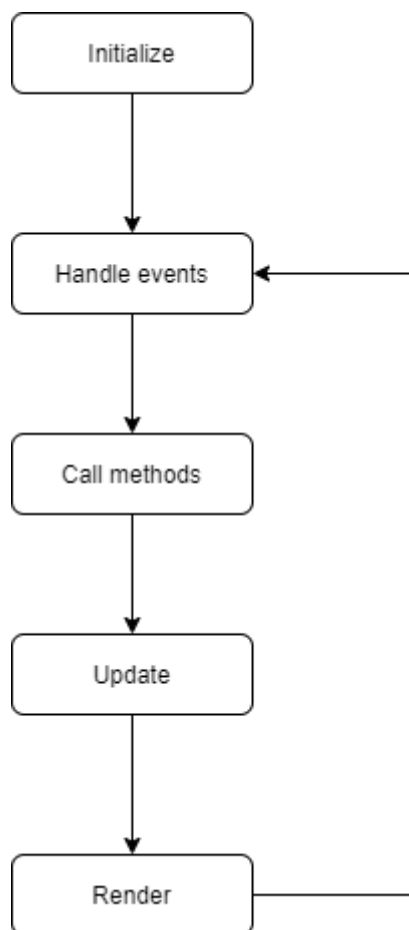 Initialize
Handle events
Call methods
Update
Render